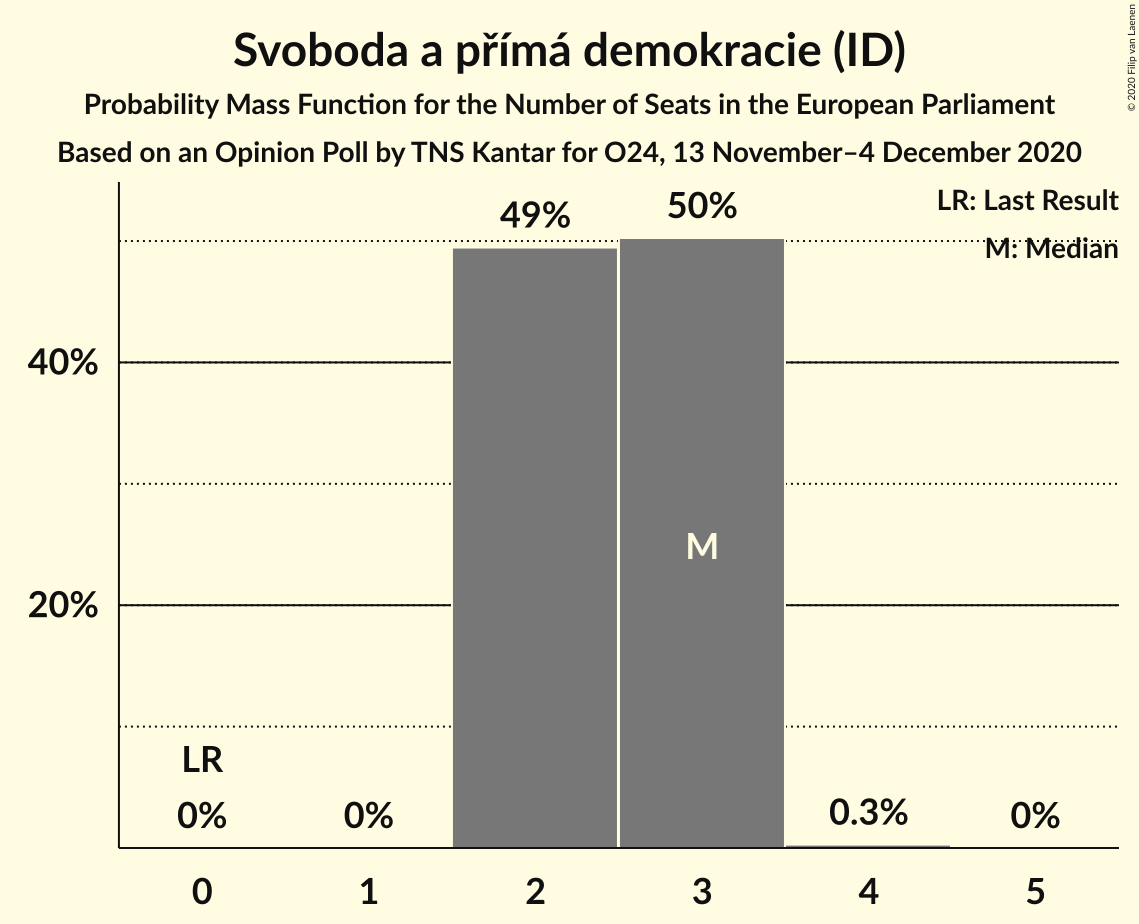 Svoboda a přímá demokracie (ID)
Probability Mass Function for the Number of Seats in the European Parliament
Based on an Opinion Poll by TNS Kantar for O24, 13 November–4 December 2020
© 2020 Filip van Laenen
LR: Last Result
M: Median
49%
50%
40%
20%
M
LR
0%
0%
0.3%
0%
0
1
2
3
4
5